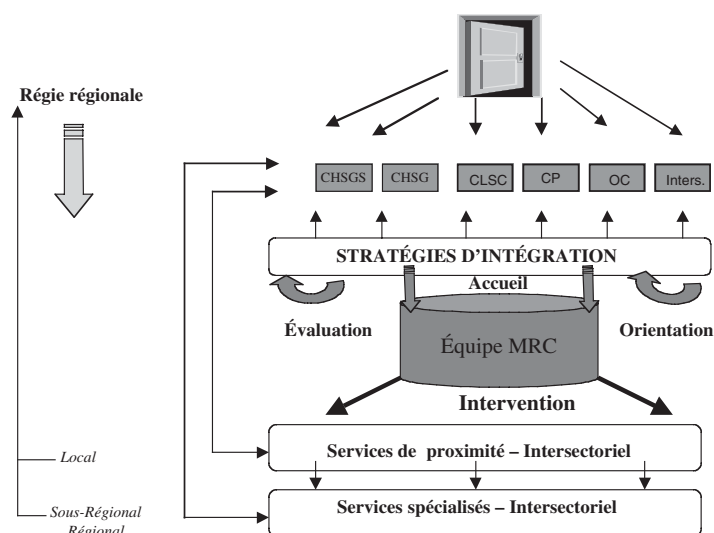 Régie régionale
CHSGS CHSG CLSC CP OC Inters.
STRATÉGIES D'INTÉGRATION
Accueil
Évaluation
Orientation
Équipe MRC
Intervention
Services de proximité – Intersectoriel
Local
Services spécialisés – Intersectoriel
Sous-Régional
Régional